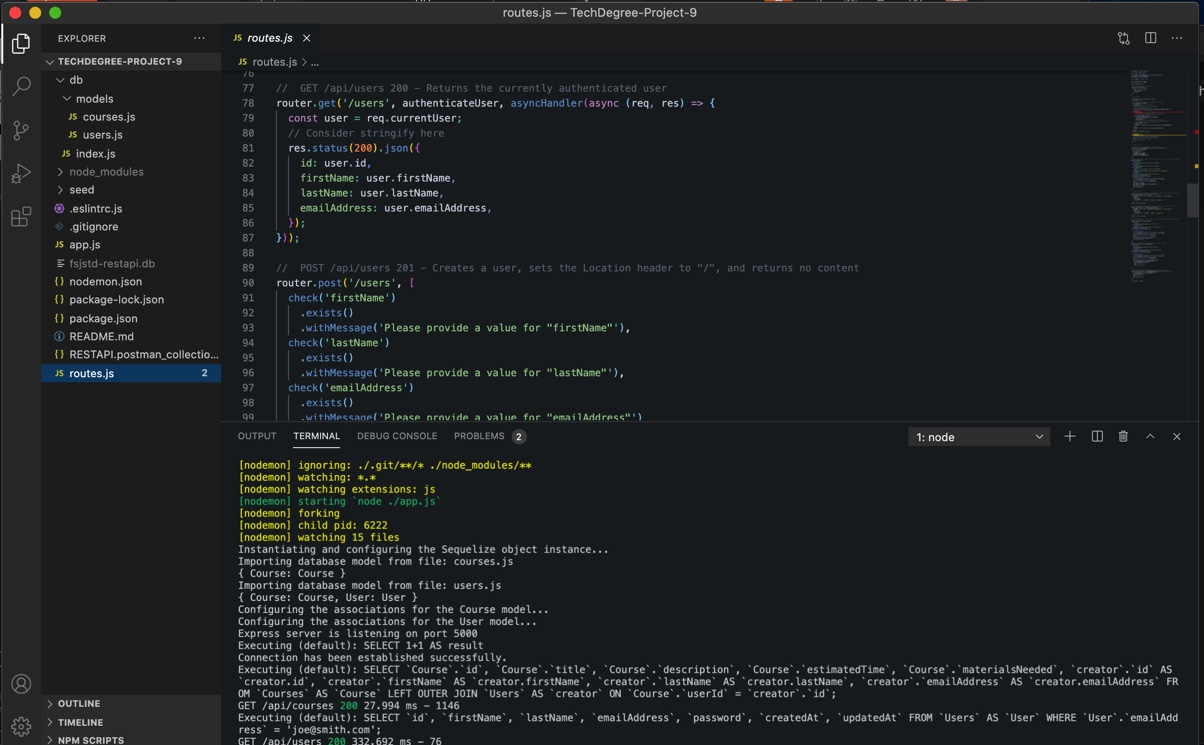 routes.js — TechDegree-Project-9
EXPLORER
TECHDEGREE-PROJECT-9
db
models
JS courses.js
JS users.js
JS index.js
node_modules
seed
.eslintrc.js
.gitignore
JS app.js
fsjstd-restapi.db
{} nodemon.json
{} package-lock.json
{} package.json
README.md
{} RESTAPI.postman_collectio...
JS routes.js 2
OUTLINE
TIMELINE
NPM SCRIPTS
JS routes.js
JS routes.js > ...
76
77 //  GET /api/users 200 - Returns the currently authenticated user
78 router.get('/users', authenticateUser, asyncHandler(async (req, res) => {
79 const user = req.currentUser;
80 // Consider stringify here
81 res.status(200).json({
82 id: user.id,
83 firstName: user.firstName,
84 lastName: user.lastName,
85 emailAddress: user.emailAddress,
86 });
87 }));
88
89 //  POST /api/users 201 - Creates a user, sets the Location header to "/", and returns no content
90 router.post('/users', [
91 check('firstName')
92 .exists()
93 .withMessage('Please provide a value for "firstName"'),
94 check('lastName')
95 .exists()
96 .withMessage('Please provide a value for "lastName"'),
97 check('emailAddress')
98 .exists()
99 .withMessage('Please provide a value for "emailAddress"')
OUTPUT TERMINAL DEBUG CONSOLE PROBLEMS 2 1: node
[nodemon] ignoring: ./.git/**/* ./node_modules/**
[nodemon] watching: *.*
[nodemon] watching extensions: js
[nodemon] starting `node ./app.js`
[nodemon] forking
[nodemon] child pid: 6222
[nodemon] watching 15 files
Instantiating and configuring the Sequelize object instance...
Importing database model from file: courses.js
{ Course: Course }
Importing database model from file: users.js
{ Course: Course, User: User }
Configuring the associations for the Course model...
Configuring the associations for the User model...
Express server is listening on port 5000
Executing (default): SELECT 1+1 AS result
Connection has been established successfully.
Executing (default): SELECT `Course`.`id`, `Course`.`title`, `Course`.`description`, `Course`.`estimatedTime`, `Course`.`materialsNeeded`, `creator`.`id` AS
`creator.id`, `creator`.`firstName` AS `creator.firstName`, `creator`.`lastName` AS `creator.lastName`, `creator`.`emailAddress` AS `creator.emailAddress` FR
OM `Courses` AS `Course` LEFT OUTER JOIN `Users` AS `creator` ON `Course`.`userId` = `creator`.`id`;
GET /api/courses 200 27.994 ms - 1146
Executing (default): SELECT `id`, `firstName`, `lastName`, `emailAddress`, `password`, `createdAt`, `updatedAt` FROM `Users` AS `User` WHERE `User`.`emailAdd
ress` = 'joe@smith.com';
GET /api/users 200 332.692 ms - 76